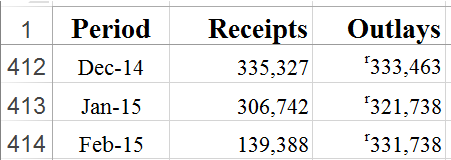 1 Period Receipts Outlays
412 Dec-14 335,327 r333,463
413 Jan-15 306,742 r321,738
414 Feb-15 139,388 r331,738